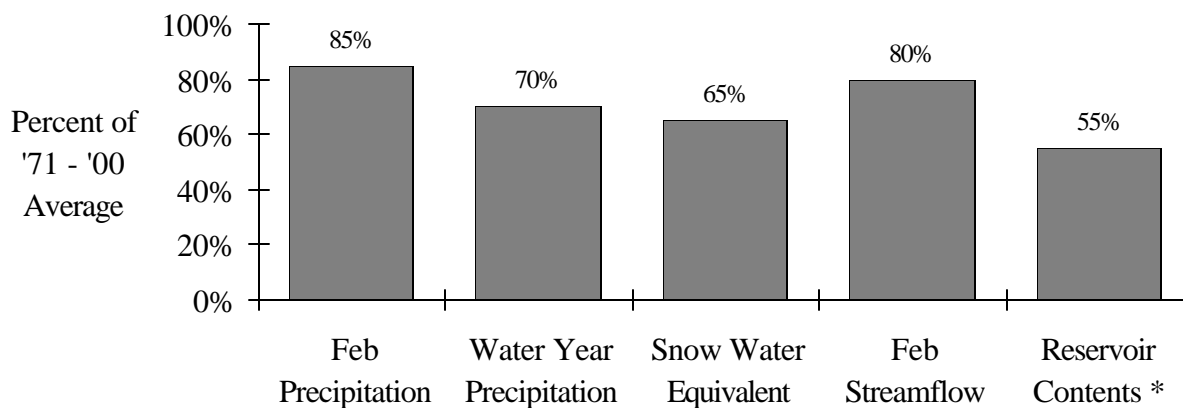 100%
80%
60%
40%
20%
0%
Percent of
'71 - '00
Average
85%
70%
65%
80%
55%
Feb
Precipitation
Water Year
Precipitation
Snow Water
Equivalent
Feb
Streamflow
Reservoir
Contents *